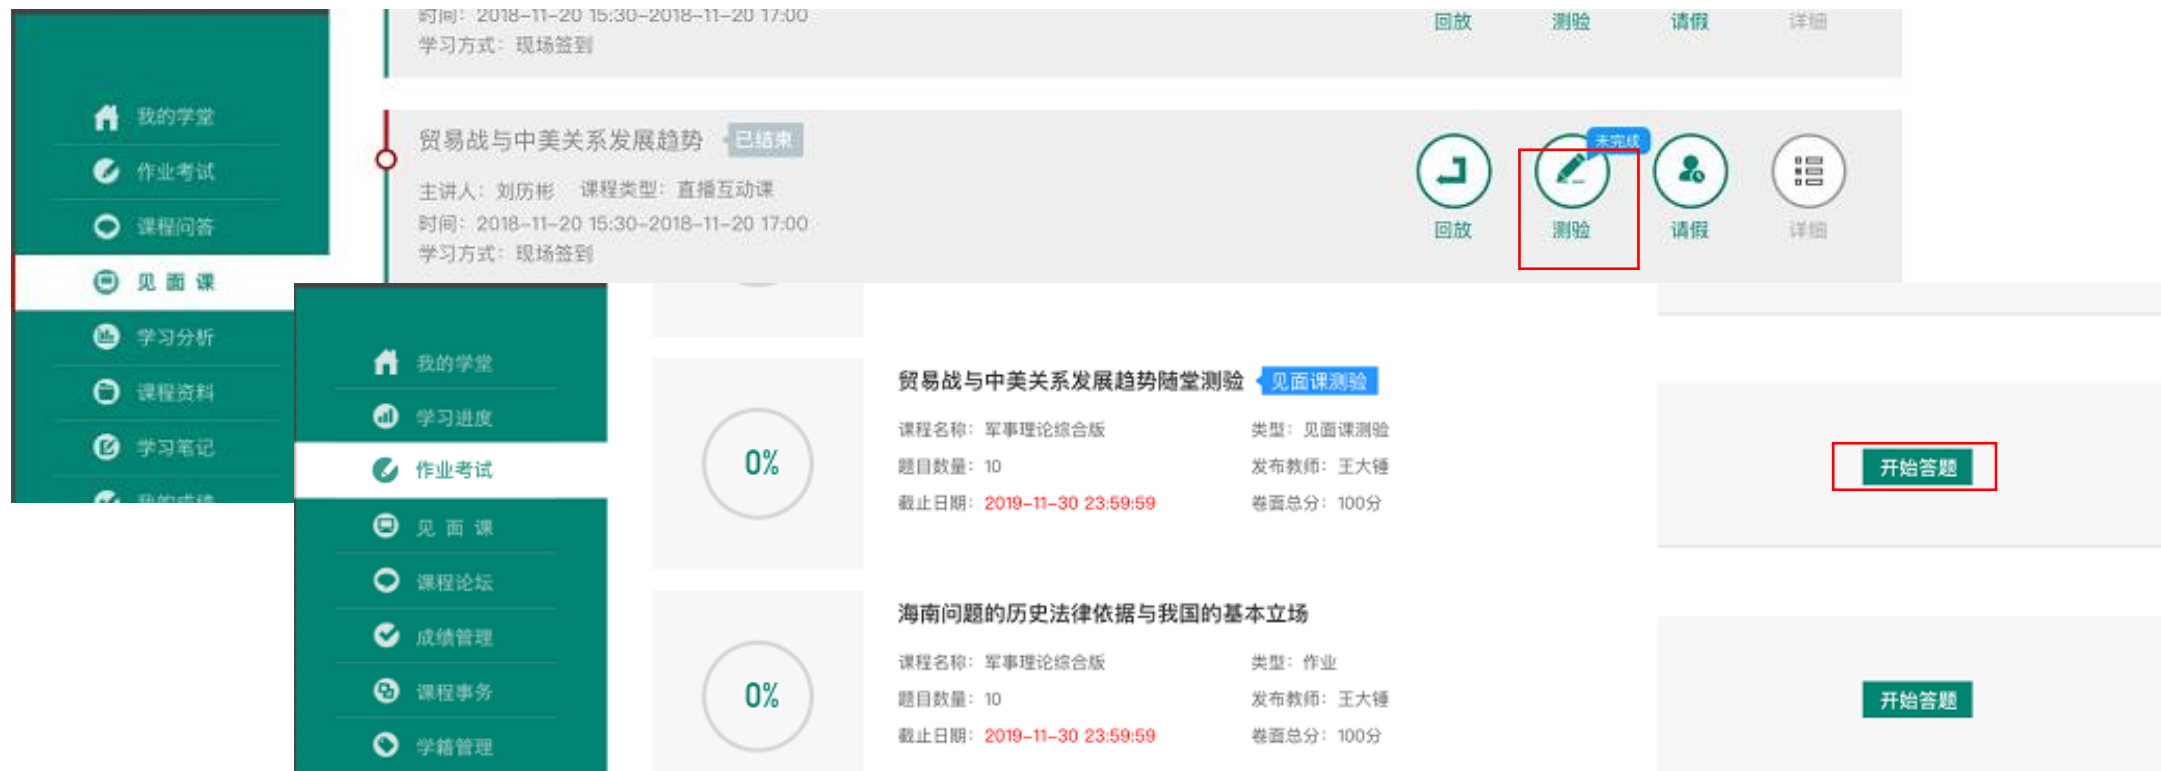 时间：2018-11-20 15:30-2018-11-20 17:00
学习方式：现场签到
回放 测验 请假 详细
我的学堂
作业考试
课程问答
见面课
学习分析
课程资料
学习笔记
我的成绩
贸易战与中美关系发展趋势 已结束
主讲人：刘历彬 课程类型：直播互动课
时间：2018-11-20 15:30-2018-11-20 17:00
学习方式：现场签到
未完成
回放 测验 请假 详细
我的学堂
学习进度
作业考试
见面课
课程论坛
成绩管理
课程事务
学籍管理
0%
贸易战与中美关系发展趋势随堂测验 见面课测验
课程名称：军事理论综合版 类型：见面课测验
题目数量：10 发布教师：王大锤
截止日期：2019-11-30 23:59:59 卷面总分：100分
开始答题
0%
海南问题的历史法律依据与我国的基本立场
课程名称：军事理论综合版 类型：作业
题目数量：10 发布教师：王大锤
截止日期：2019-11-30 23:59:59 卷面总分：100分
开始答题